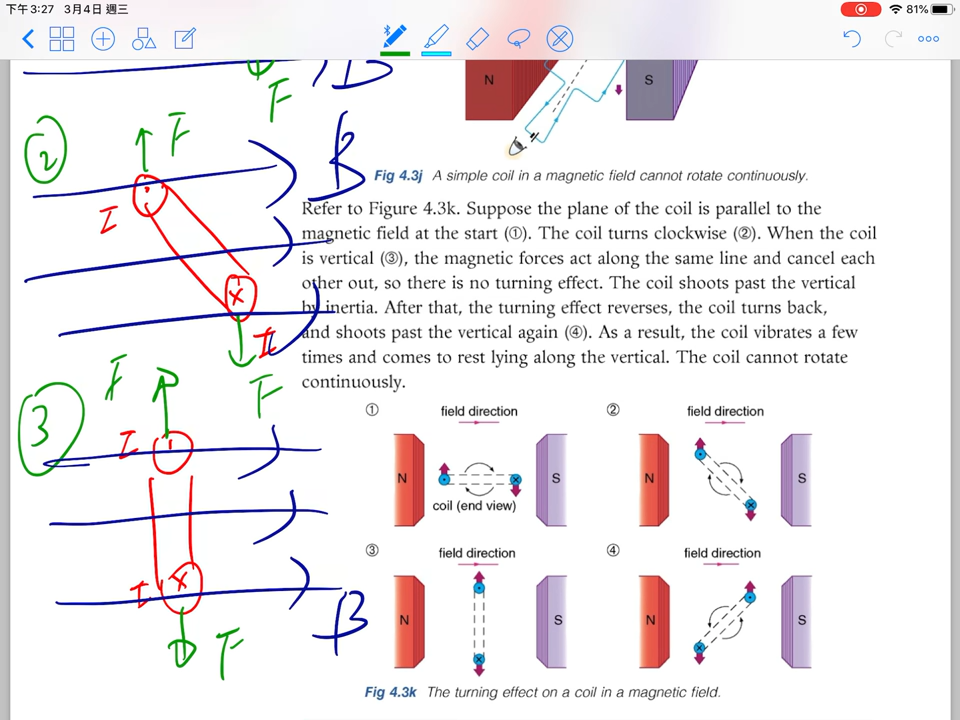 下午3:27 3月4日 週三
81%
B
F
N
S
②
F
B
I
X
I
F
Fig 4.3j A simple coil in a magnetic field cannot rotate continuously.
Refer to Figure 4.3k. Suppose the plane of the coil is parallel to the
magnetic field at the start (①). The coil turns clockwise (②). When the coil
is vertical (③), the magnetic forces act along the same line and cancel each
other out, so there is no turning effect. The coil shoots past the vertical
by inertia. After that, the turning effect reverses, the coil turns back,
and shoots past the vertical again (④). As a result, the coil vibrates a few
times and comes to rest lying along the vertical. The coil cannot rotate
continuously.
③
F
I
I
X
B
F
①
field direction
N
S
coil (end view)
②
field direction
N
S
③
field direction
N
S
④
field direction
N
S
Fig 4.3k The turning effect on a coil in a magnetic field.